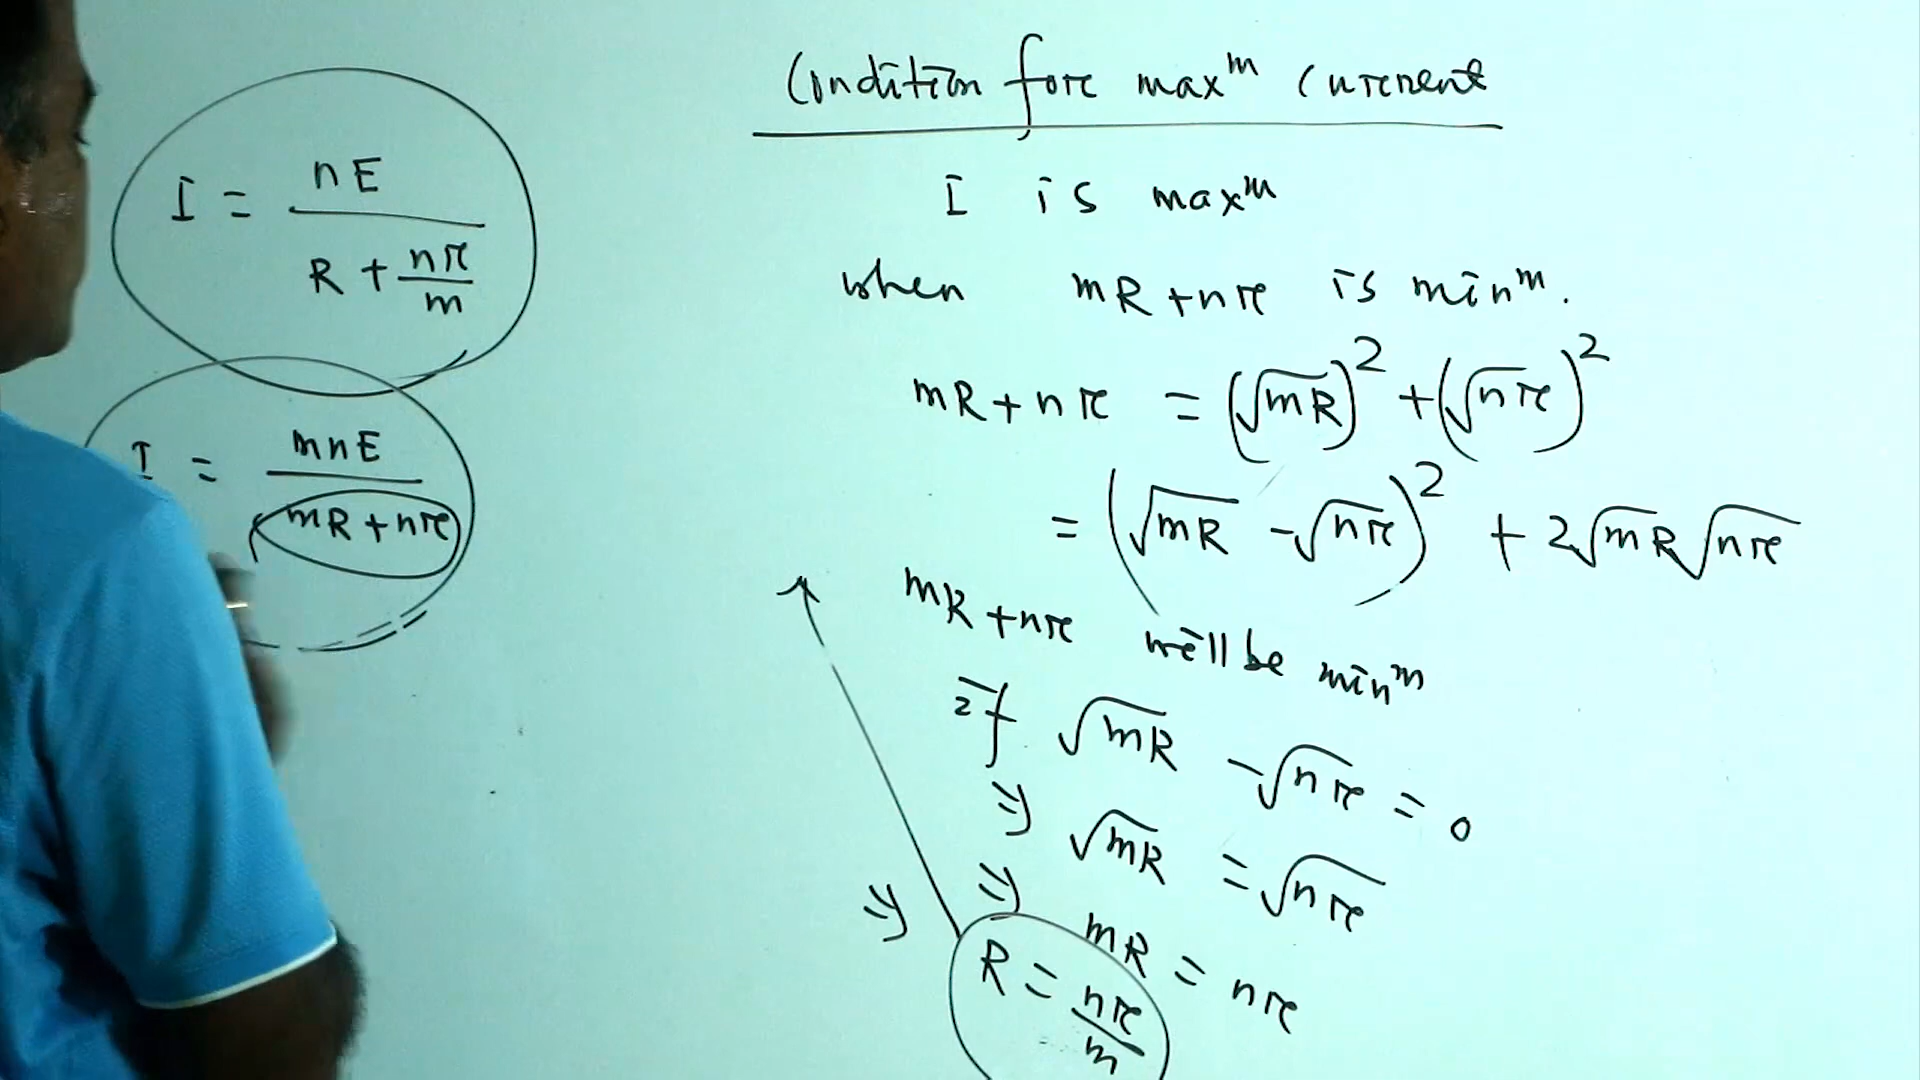 I = nE / (R + nr/m)
I = mnE / (mR + nr)
Condition for maxᵐ current
I is maxᵐ
when mR + nr is minᵐ.
mR + nr = (√mR)² + (√nr)²
= (√mR - √nr)² + 2√mR √nr
mR + nr will be minᵐ
if √mR - √nr = 0
⇒ √mR = √nr
⇒ mR = nr
⇒ R = nr/m